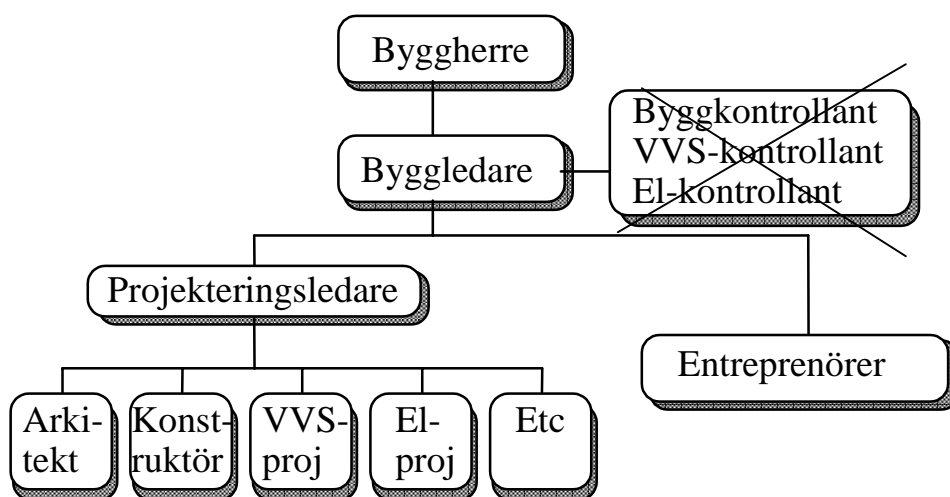 Byggherre
Byggkontrollant
VVS-kontrollant
El-kontrollant
Byggledare
Projekteringsledare
Entreprenörer
Arki-
tekt
Konst-
ruktör
VVS-
proj
El-
proj
Etc